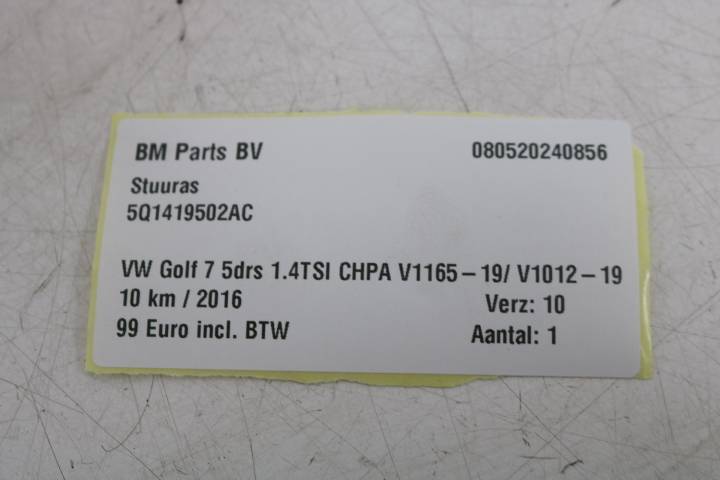 BM Parts BV 080520240856
Stuuras
5Q1419502AC
VW Golf 7 5drs 1.4TSI CHPA V1165-19/ V1012-19
10 km / 2016 Verz: 10
99 Euro incl. BTW Aantal: 1